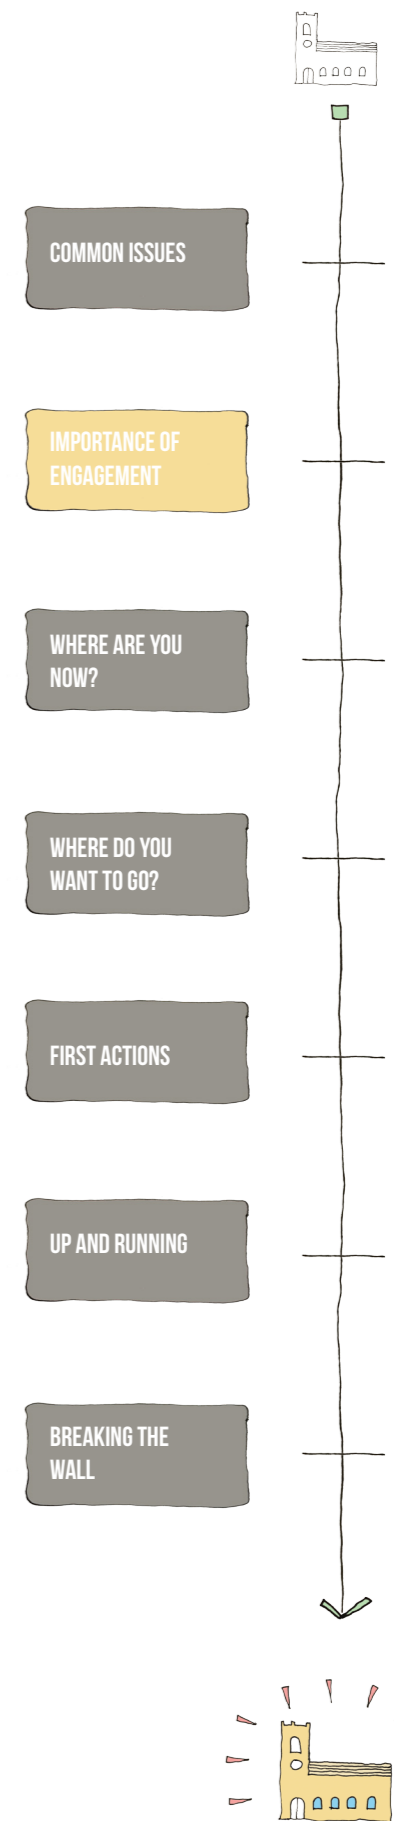 COMMON ISSUES
IMPORTANCE OF
ENGAGEMENT
WHERE ARE YOU
NOW?
WHERE DO YOU
WANT TO GO?
FIRST ACTIONS
UP AND RUNNING
BREAKING THE
WALL